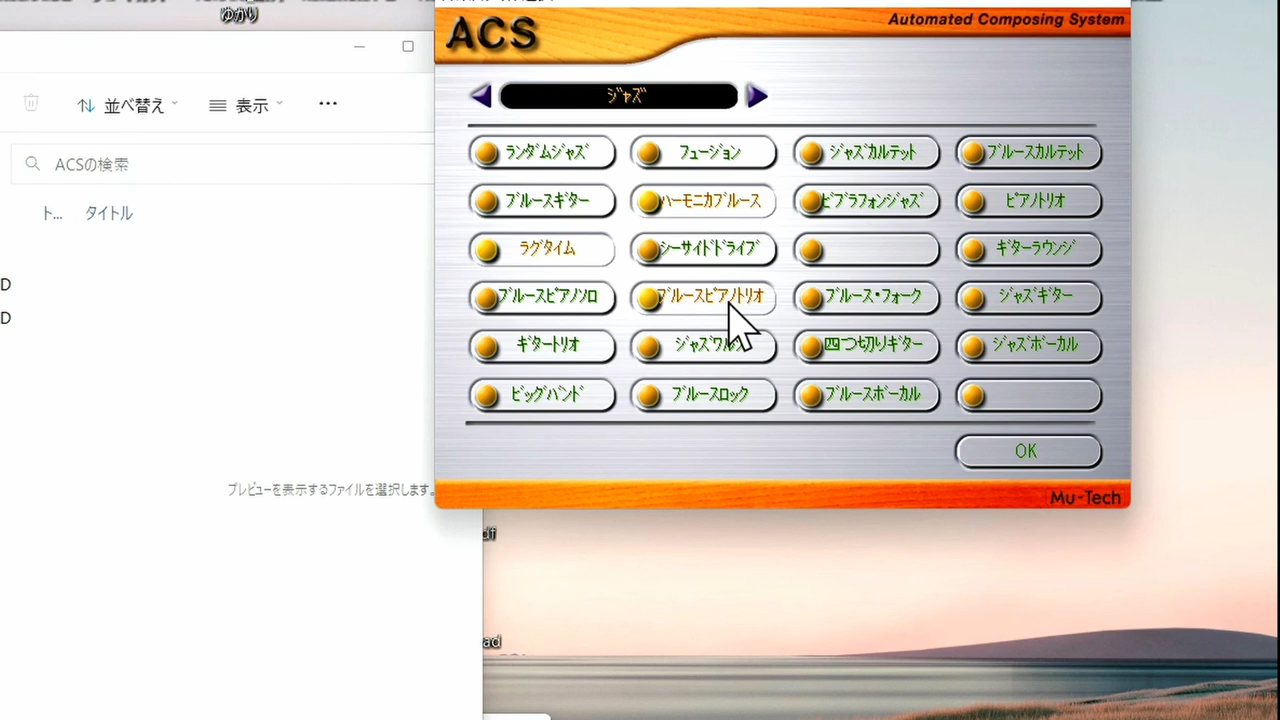 ゆかり
ACS
Automated Composing System
ジャズ
並べ替え
表示
ACSの検索
ト... タイトル
ランダムジャズ フュージョン ジャズカルテット ブルースカルテット
ブルースギター ハーモニカブルース ビブラフォンジャズ ピアノトリオ
ラグタイム シーサイドドライブ ギターラウンジ
ブルースピアノソロ ブルースピアノトリオ ブルース・フォーク ジャズギター
ギタートリオ ジャズワルツ 四つ切りギター ジャズボーカル
ビッグバンド ブルースロック ブルースボーカル
OK
D
D
プレビューを表示するファイルを選択します。
Mu-Tech
df
ad